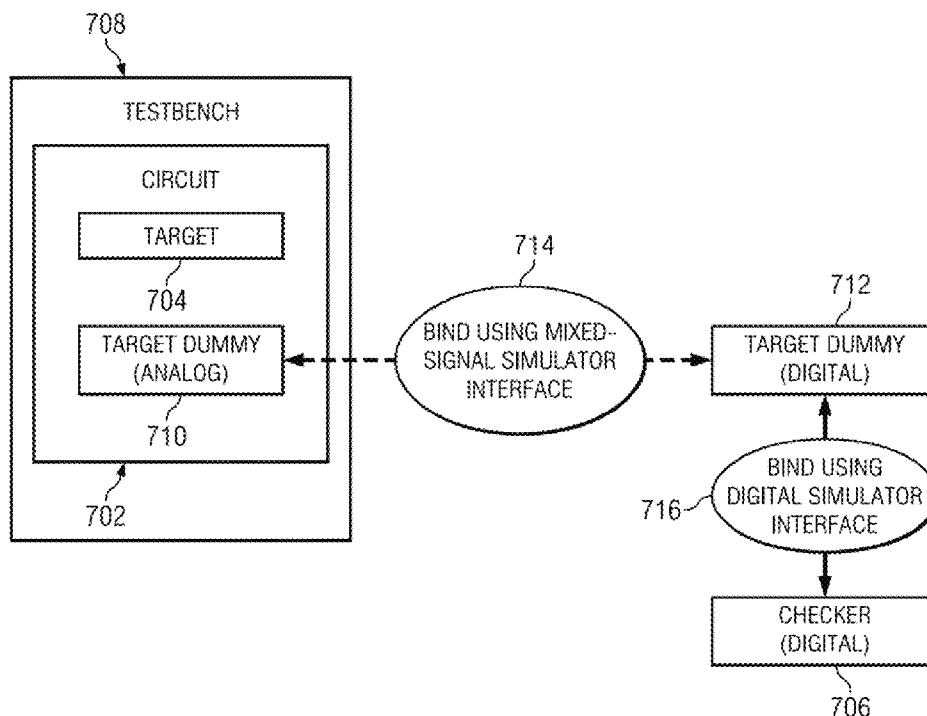 708
TESTBENCH
CIRCUIT
TARGET
704
TARGET DUMMY
(ANALOG)
710
702
714
BIND USING MIXED-
SIGNAL SIMULATOR
INTERFACE
712
TARGET DUMMY
(DIGITAL)
716
BIND USING
DIGITAL SIMULATOR
INTERFACE
CHECKER
(DIGITAL)
706